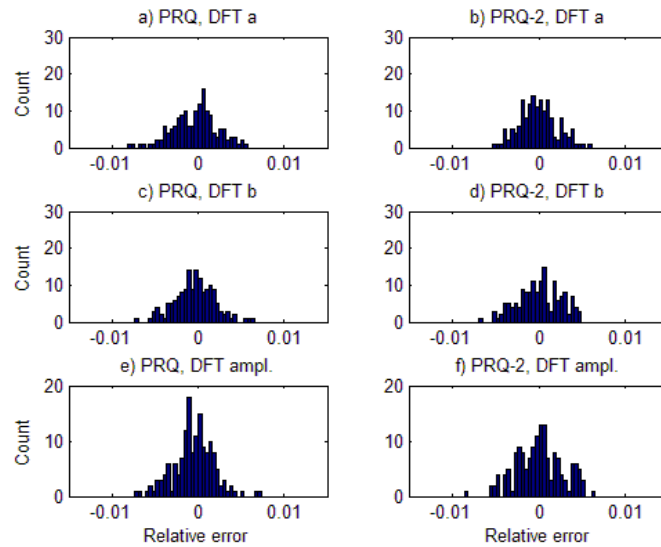 a) PRQ, DFT a
b) PRQ-2, DFT a
30
20
10
0
Count
-0.01 0 0.01
30
20
10
0
-0.01 0 0.01
c) PRQ, DFT b
d) PRQ-2, DFT b
30
20
10
0
Count
-0.01 0 0.01
30
20
10
0
-0.01 0 0.01
e) PRQ, DFT ampl.
f) PRQ-2, DFT ampl.
20
10
0
Count
-0.01 0 0.01
Relative error
20
10
0
-0.01 0 0.01
Relative error